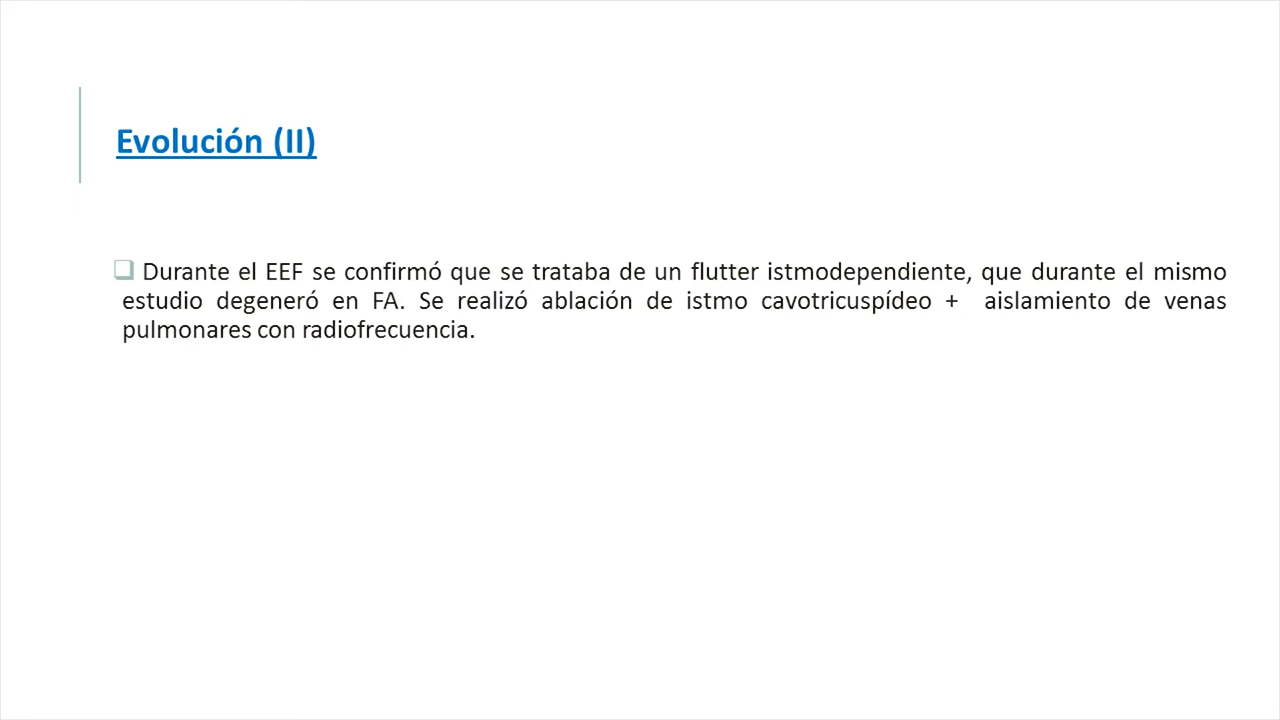 Evolución (II)
Durante el EEF se confirmó que se trataba de un flutter istmodependiente, que durante el mismo
estudio degeneró en FA. Se realizó ablación de istmo cavotricuspídeo + aislamiento de venas
pulmonares con radiofrecuencia.